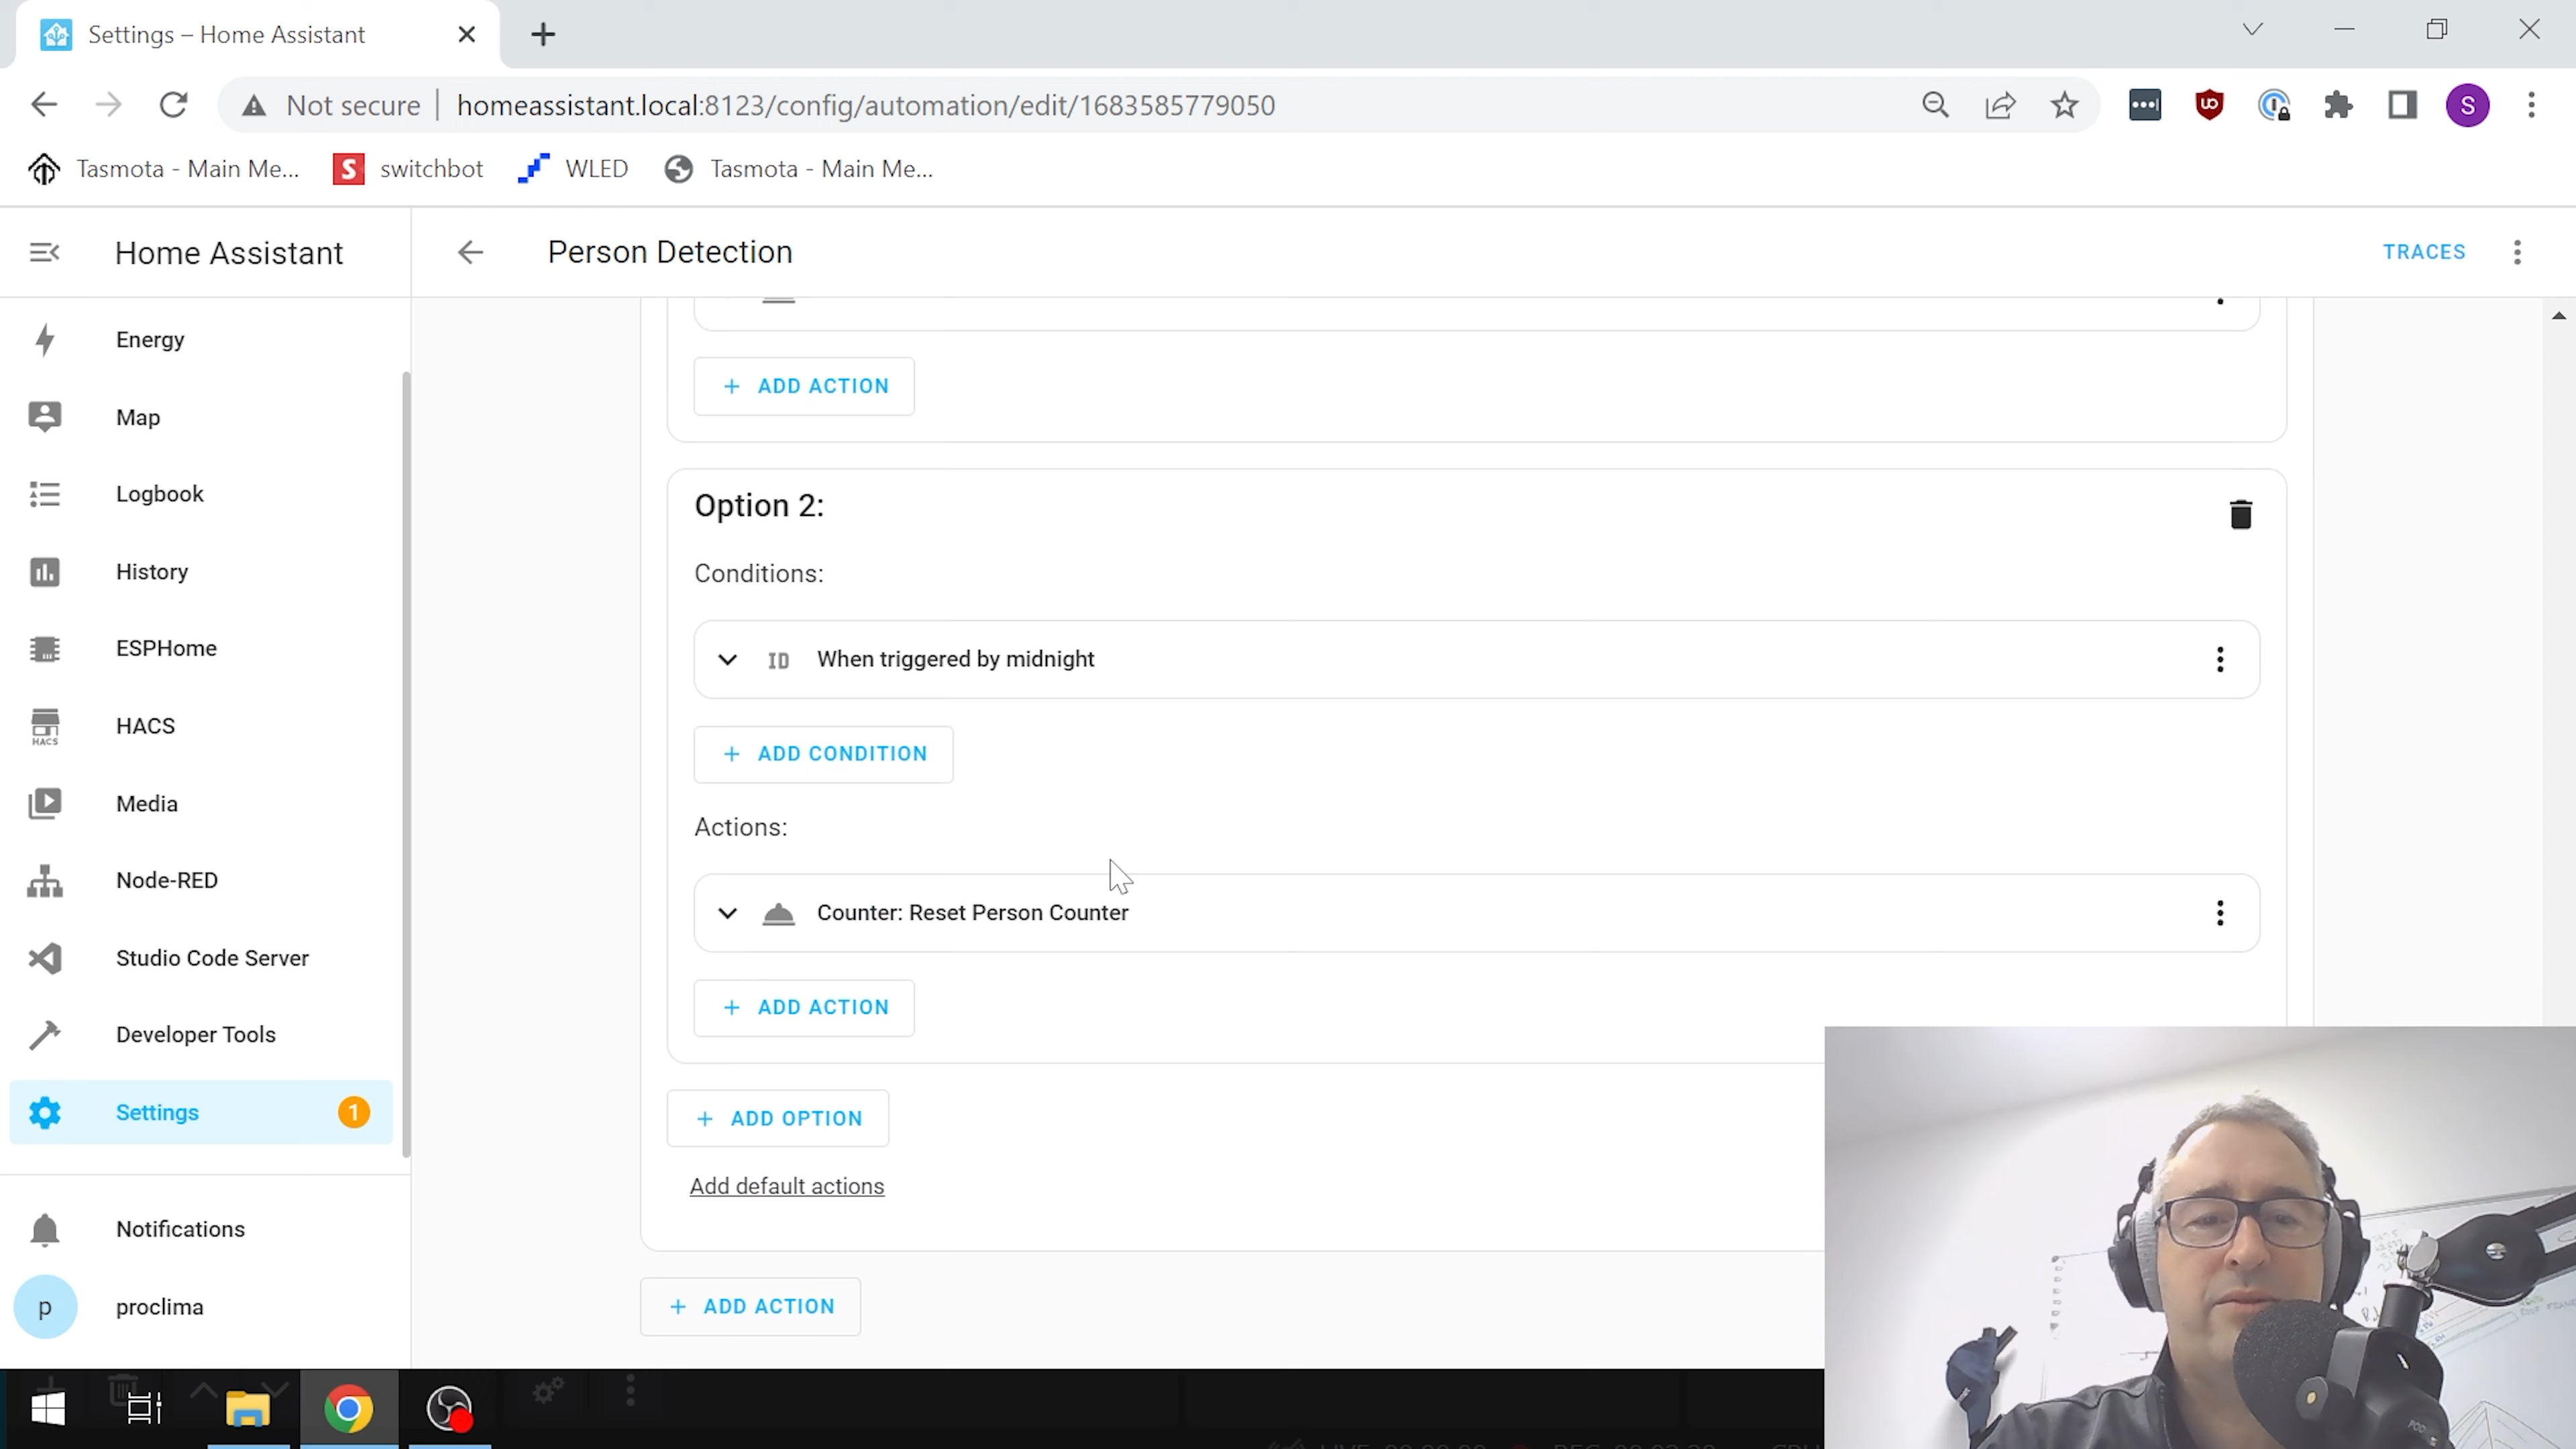 Settings – Home Assistant
Not secure
homeassistant.local:8123/config/automation/edit/1683585779050
S
Tasmota - Main Me...
S
switchbot
WLED
Tasmota - Main Me...
Home Assistant
Person Detection
TRACES
Energy
Map
Logbook
History
ESPHome
HACS
HACS
Media
Node-RED
Studio Code Server
Developer Tools
Settings
1
Notifications
p
proclima
+ ADD ACTION
Option 2:
Conditions:
ID When triggered by midnight
+ ADD CONDITION
Actions:
Counter: Reset Person Counter
+ ADD ACTION
+ ADD OPTION
Add default actions
+ ADD ACTION